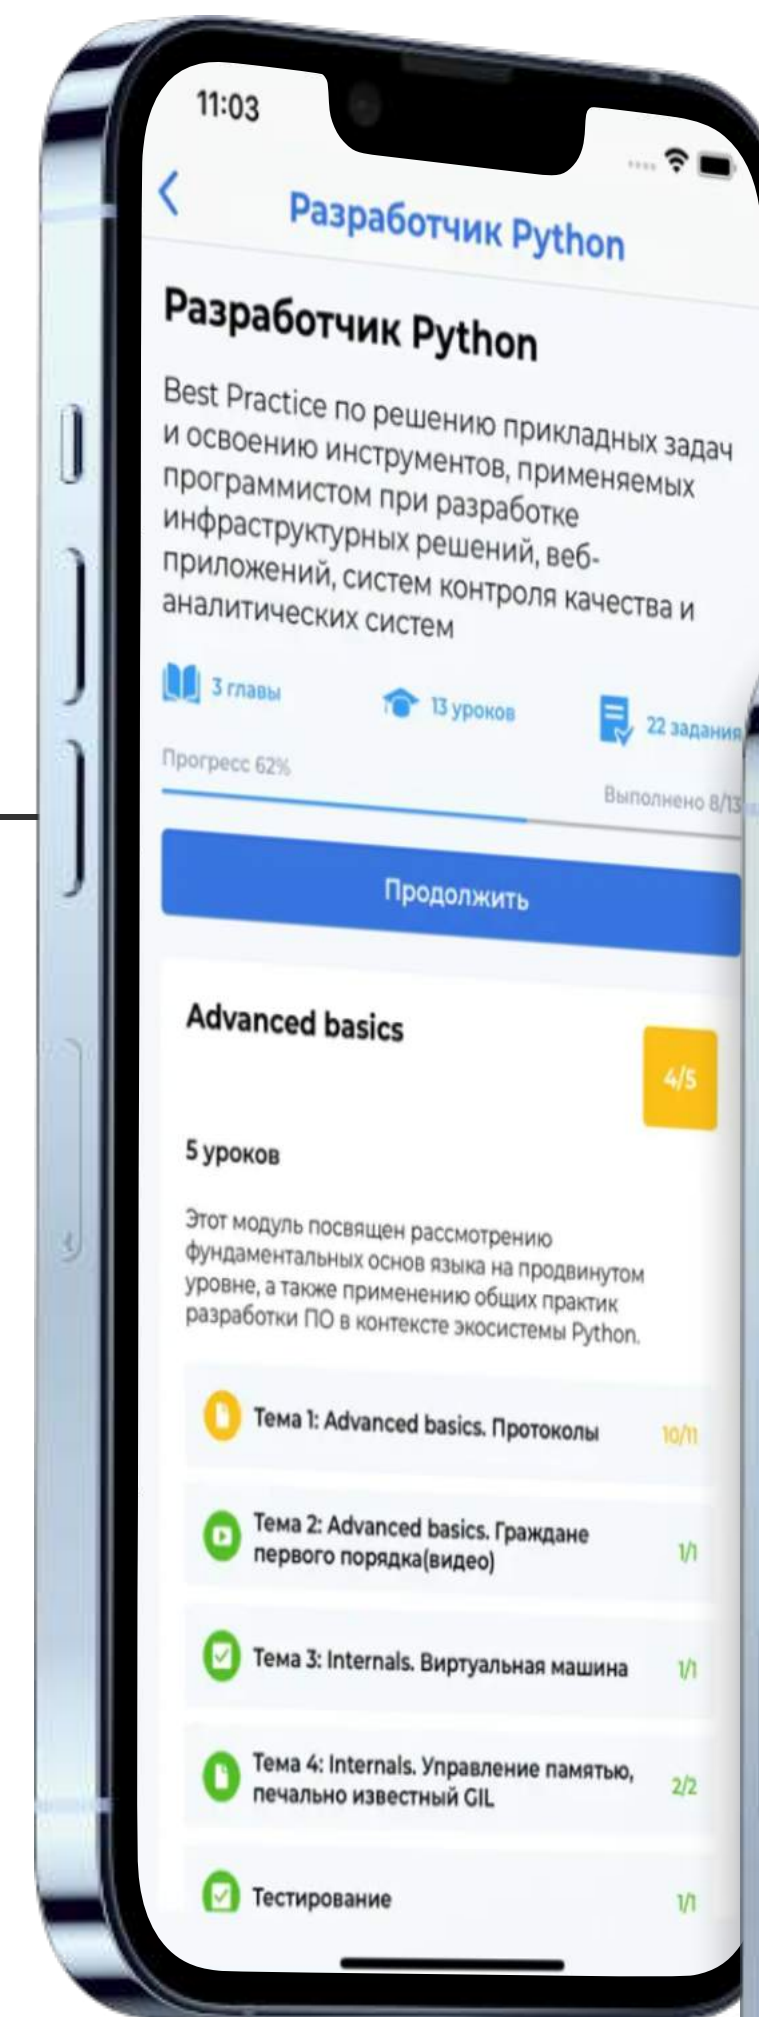 11:03
Разработчик Python
Разработчик Python
Best Practice по решению прикладных задач
и освоению инструментов, применяемых
программистом при разработке
инфраструктурных решений, веб-
приложений, систем контроля качества и
аналитических систем
3 главы
13 уроков
22 задания
Прогресс 62%
Выполнено 8/13
Продолжить
Advanced basics
4/5
5 уроков
Этот модуль посвящен рассмотрению
фундаментальных основ языка на продвинутом
уровне, а также применению общих практик
разработки ПО в контексте экосистемы Python.
Тема 1: Advanced basics. Протоколы
10/11
Тема 2: Advanced basics. Граждане
первого порядка(видео)
1/1
Тема 3: Internals. Виртуальная машина
1/1
Тема 4: Internals. Управление памятью,
печально известный GIL
2/2
Тестирование
1/1